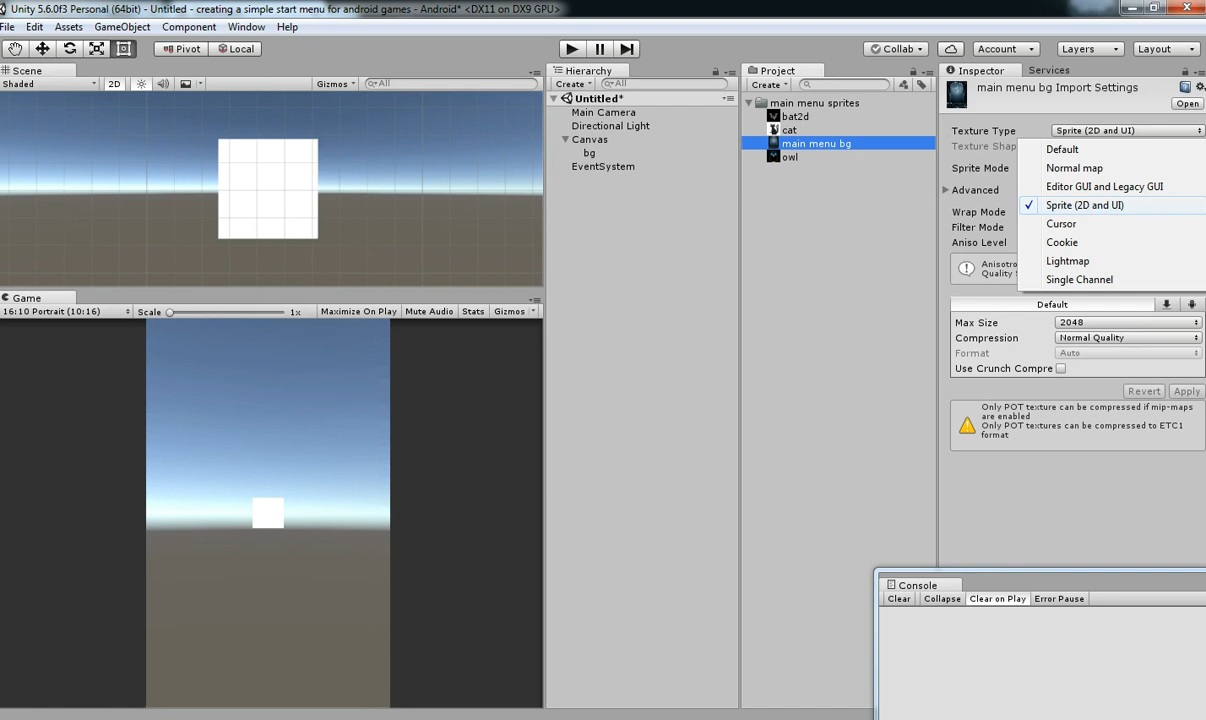 Unity 5.6.0f3 Personal (64bit) - Untitled - creating a simple start menu for android games - Android* <DX11 on DX9 GPU>
File Edit Assets GameObject Component Window Help
Pivot Local Collab Account Layers Layout
Scene
Shaded 2D Gizmos All
Game
16:10 Portrait (10:16) Scale 1x Maximize On Play Mute Audio Stats Gizmos
Hierarchy
Create All
Untitled*
Main Camera
Directional Light
Canvas
bg
EventSystem
Project
Create
main menu sprites
bat2d
cat
main menu bg
owl
Inspector Services
main menu bg Import Settings
Open
Texture Type Sprite (2D and UI)
Texture Shap
Sprite Mode
Advanced
Wrap Mode
Filter Mode
Aniso Level
Default
Normal map
Editor GUI and Legacy GUI
Sprite (2D and UI)
Cursor
Cookie
Lightmap
Single Channel
Anisotro
Quality S
Default
Max Size 2048
Compression Normal Quality
Format Auto
Use Crunch Compre
Revert Apply
Only POT texture can be compressed if mip-maps
are enabled
Only POT textures can be compressed to ETC1
format
Console
Clear Collapse Clear on Play Error Pause